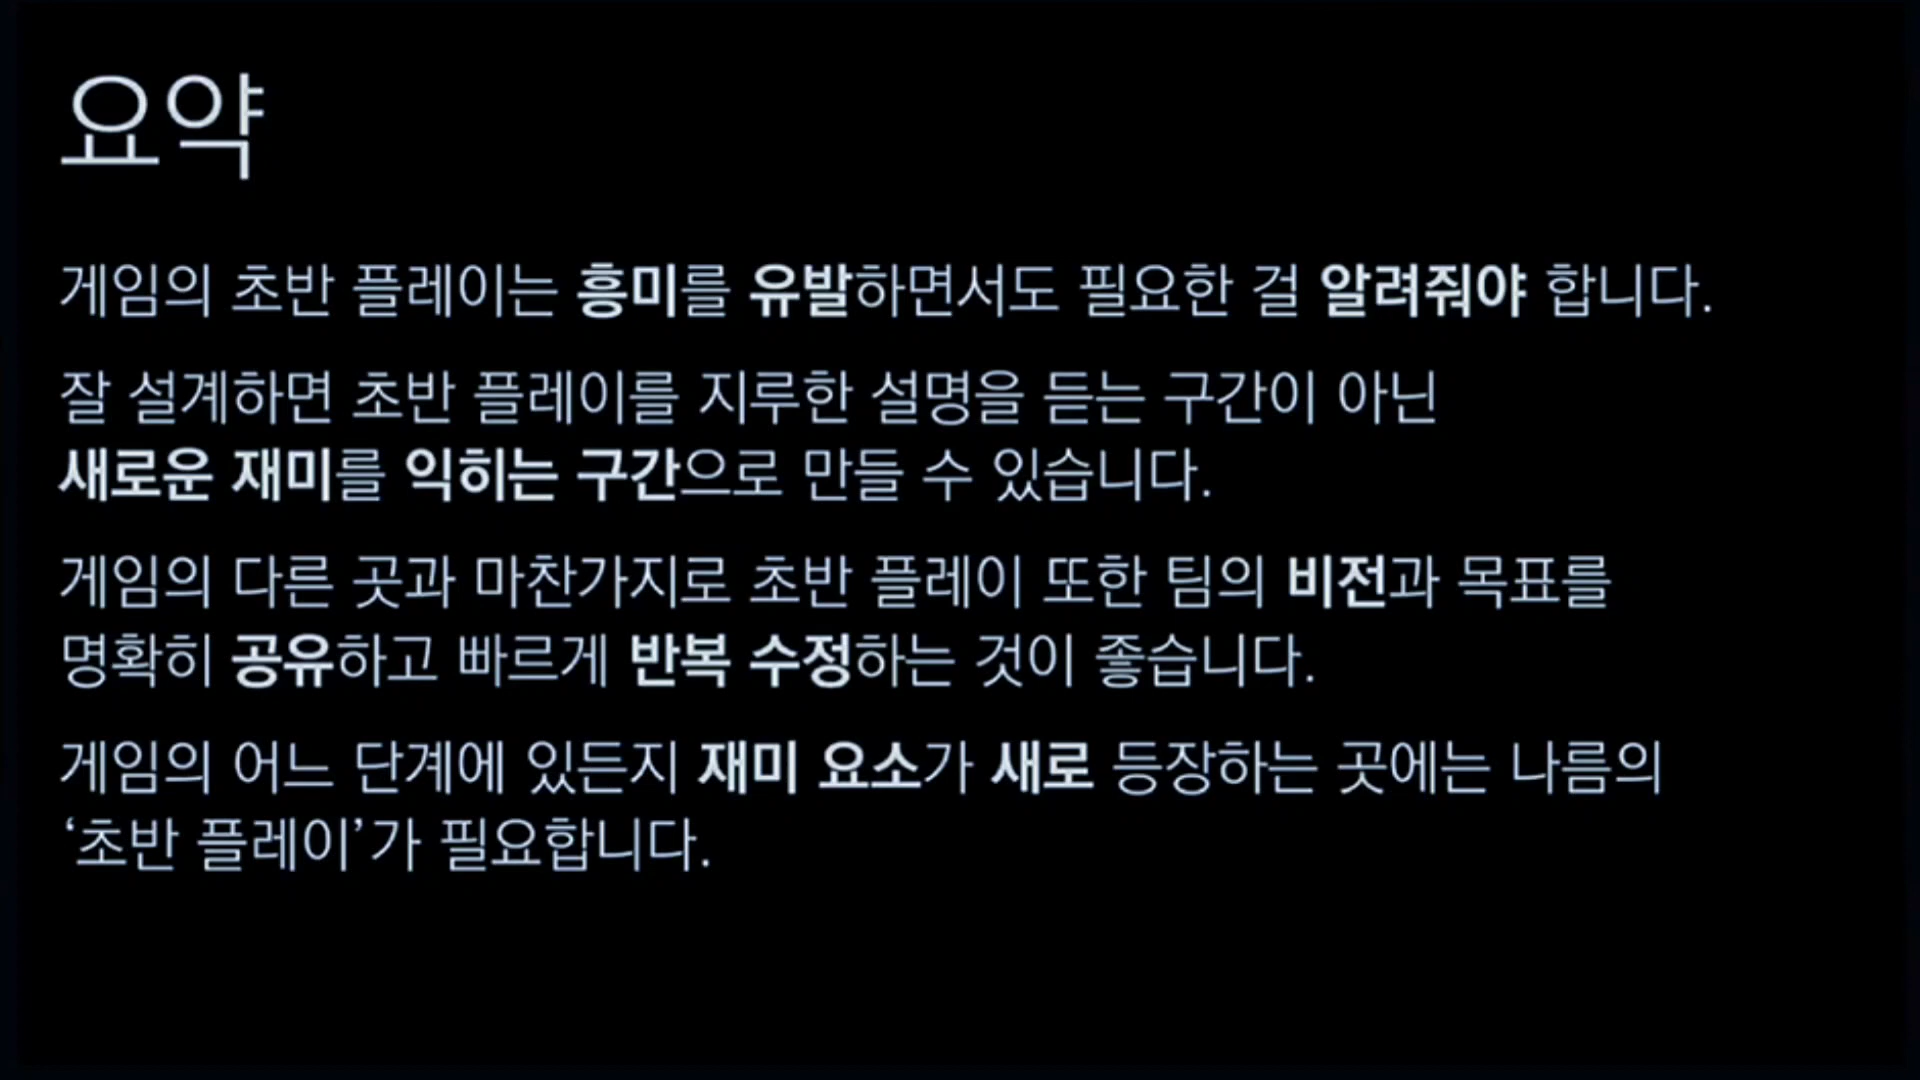 요약
게임의 초반 플레이는 흥미를 유발하면서도 필요한 걸 알려줘야 합니다.
잘 설계하면 초반 플레이를 지루한 설명을 듣는 구간이 아닌
새로운 재미를 익히는 구간으로 만들 수 있습니다.
게임의 다른 곳과 마찬가지로 초반 플레이 또한 팀의 비전과 목표를
명확히 공유하고 빠르게 반복 수정하는 것이 좋습니다.
게임의 어느 단계에 있든지 재미 요소가 새로 등장하는 곳에는 나름의
‘초반 플레이’가 필요합니다.